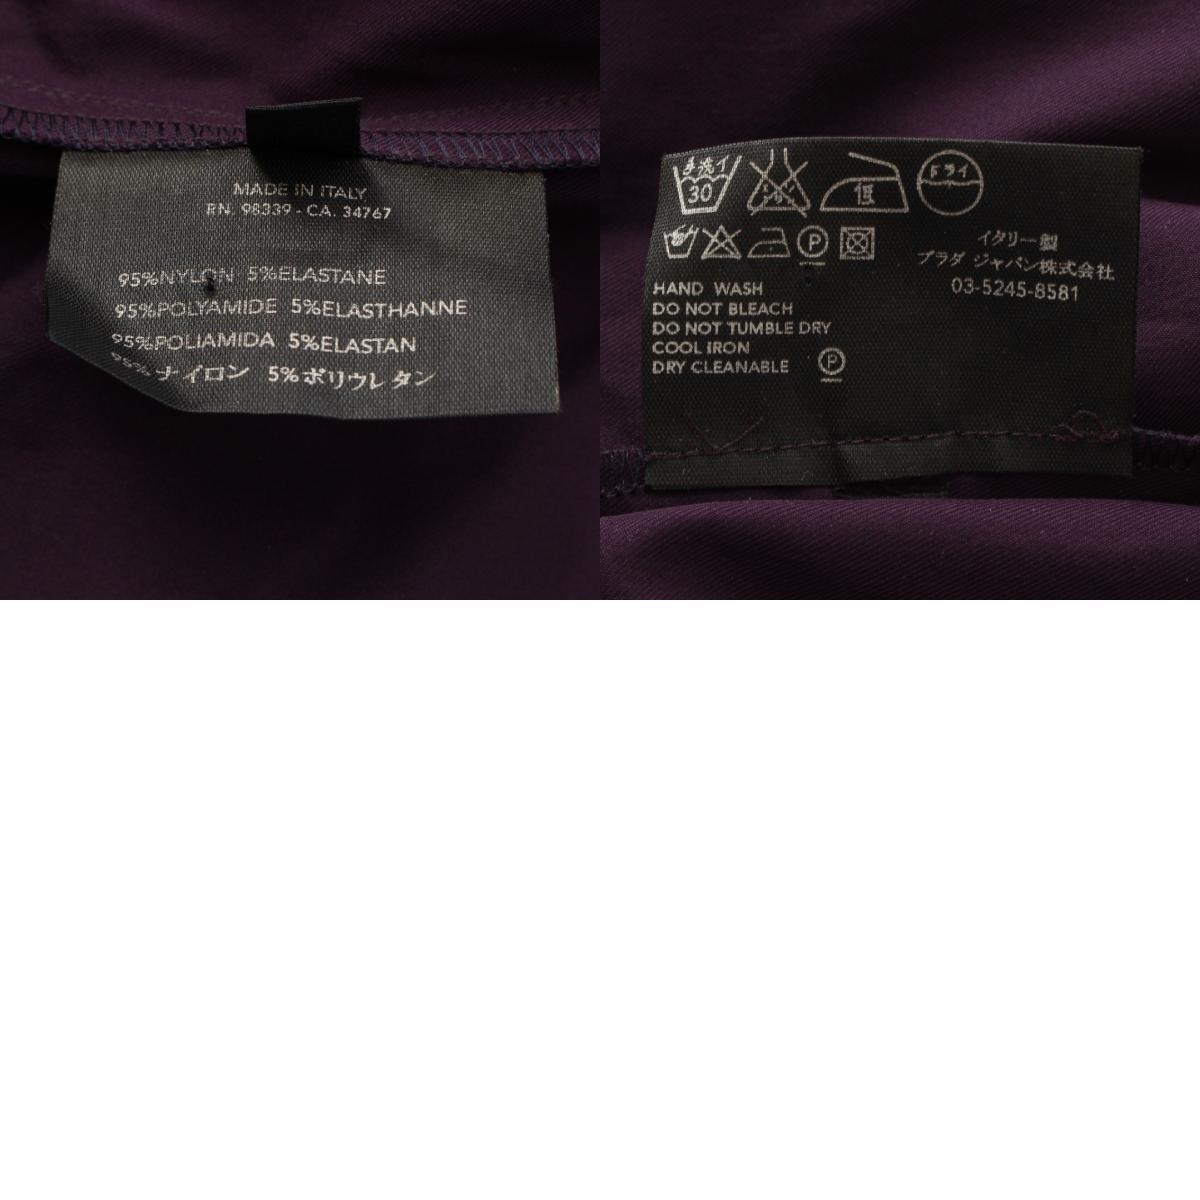 MADE IN ITALY
RN. 98339 - CA. 34767
95%NYLON 5%ELASTANE
95%POLYAMIDE 5%ELASTHANNE
95%POLIAMIDA 5%ELASTAN
95%ナイロン 5%ポリウレタン
手洗イ
30
低
ドライ
P
イタリー製
プラダ ジャパン株式会社
03-5245-8581
HAND WASH
DO NOT BLEACH
DO NOT TUMBLE DRY
COOL IRON
DRY CLEANABLE P